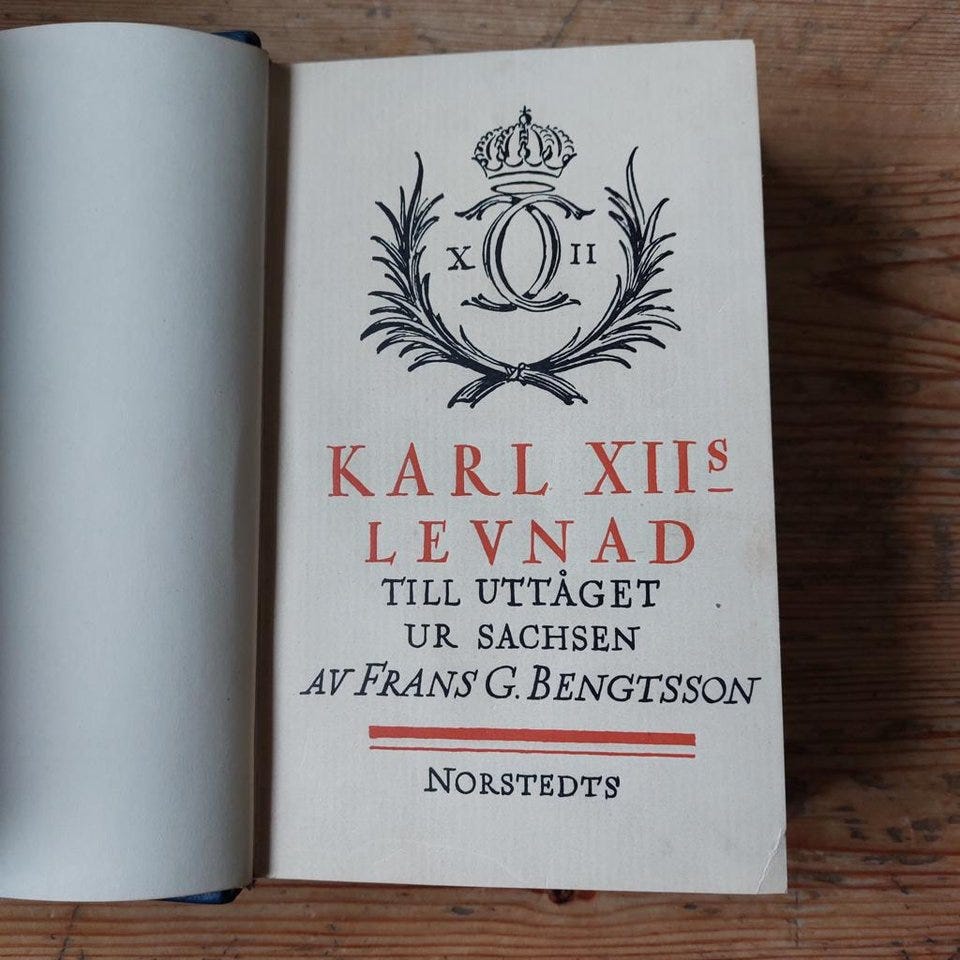 X II
KARL XIIs
LEVNAD
TILL UTTÅGET
UR SACHSEN
AV FRANS G. BENGTSSON
NORSTEDTS